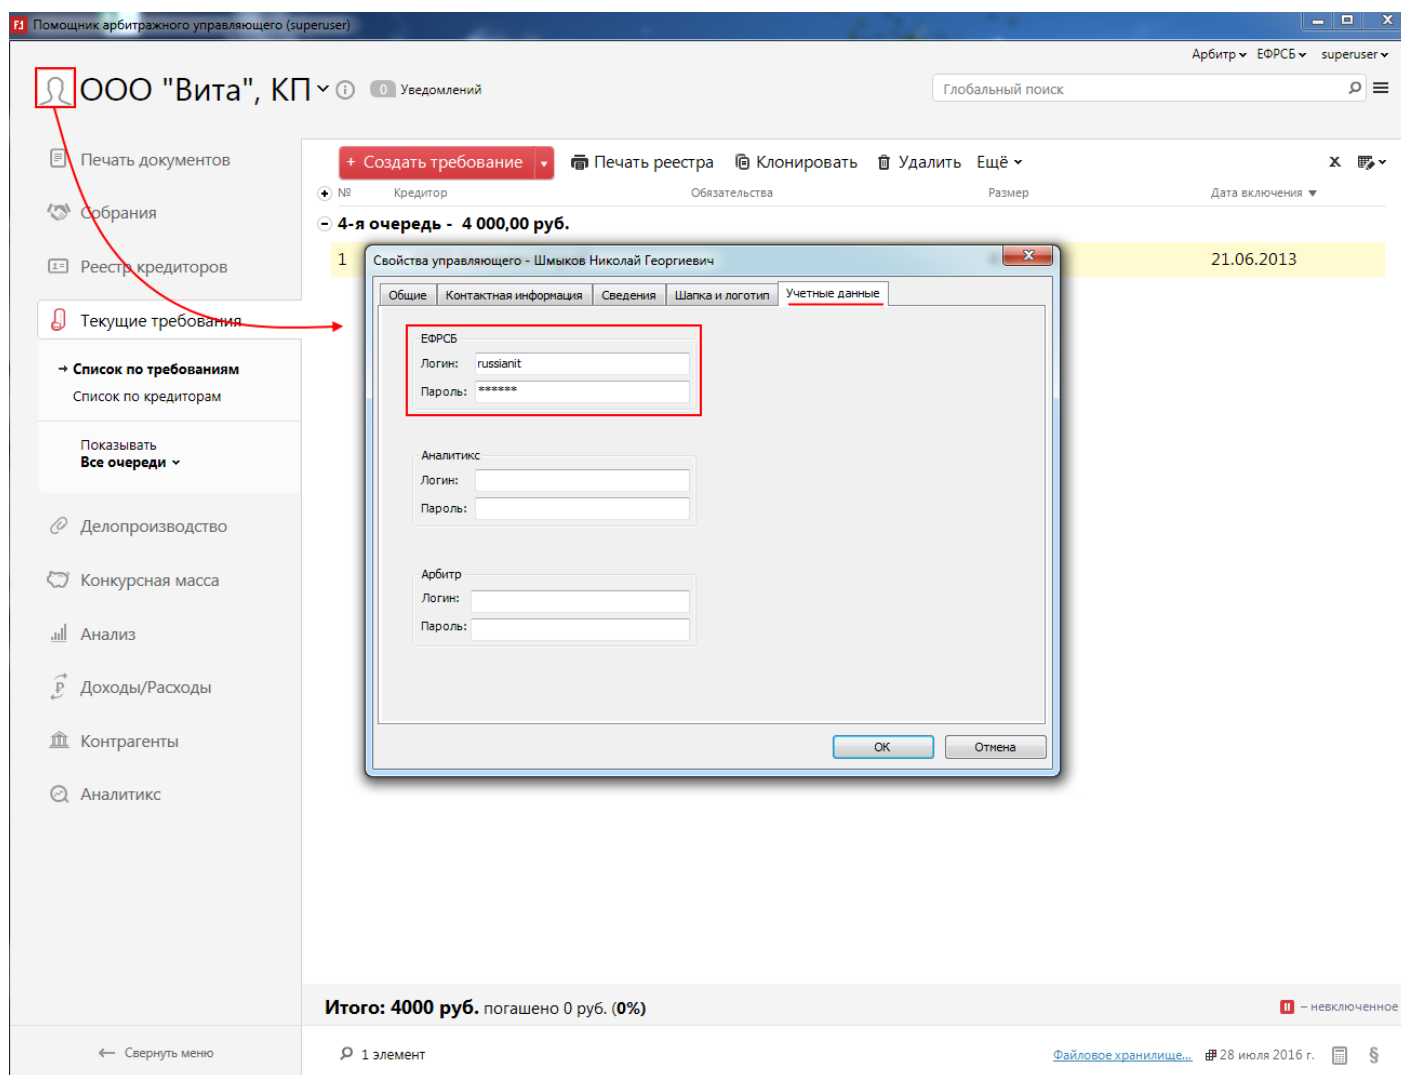 Помощник арбитражного управляющего (superuser)
Арбитр ЕФРСБ superuser
ООО "Вита", КП 0 Уведомлений
Глобальный поиск
Печать документов
Собрания
Реестр кредиторов
Текущие требования
→ Список по требованиям
Список по кредиторам
Показывать
Все очереди
Делопроизводство
Конкурсная масса
Анализ
Доходы/Расходы
Контрагенты
Аналитикс
← Свернуть меню
+ Создать требование Печать реестра Клонировать Удалить Ещё
№ Кредитор Обязательства Размер Дата включения ▼
4-я очередь - 4 000,00 руб.
1 21.06.2013
Свойства управляющего - Шмыков Николай Георгиевич
Общие Контактная информация Сведения Шапка и логотип Учетные данные
ЕФРСБ
Логин: russianit
Пароль: ******
Аналитикс
Логин:
Пароль:
Арбитр
Логин:
Пароль:
OK Отмена
Итого: 4000 руб. погашено 0 руб. (0%) – невключенное
1 элемент Файловое хранилище... 28 июля 2016 г. §